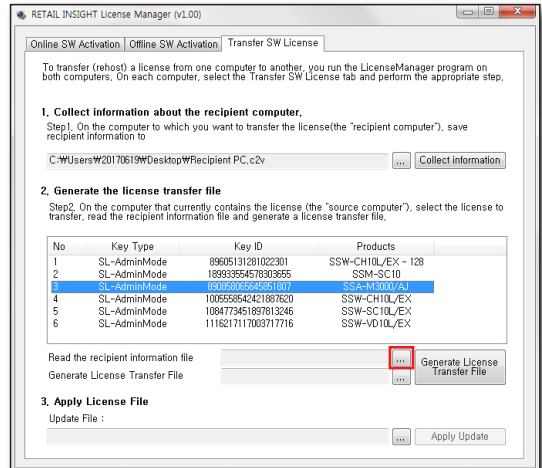 RETAIL INSIGHT License Manager (v1.00)
Online SW Activation Offline SW Activation Transfer SW License
To transfer (rehost) a license from one computer to another, you run the LicenseManager program on
both computers. On each computer, select the Transfer SW License tab and perform the appropriate step.
1. Collect information about the recipient computer.
Step1. On the computer to which you want to transfer the license(the "recipient computer"), save
recipient information to
C:₩Users₩20170619₩Desktop₩Recipient PC.c2v ... Collect information
2. Generate the license transfer file
Step2. On the computer that currently contains the license (the "source computer"), select the license to
transfer, read the recipient information file and generate a license transfer file.
No Key Type Key ID Products
1 SL-AdminMode 89605131281022301 SSW-CH10L/EX - 128
2 SL-AdminMode 189933554578303655 SSM-SC10
3 SL-AdminMode 890858065645851807 SSA-M3000/AJ
4 SL-AdminMode 1005558542421887620 SSW-CH10L/EX
5 SL-AdminMode 1084773451897813246 SSW-SC10L/EX
6 SL-AdminMode 1116217117003717716 SSW-VD10L/EX
Read the recipient information file ... Generate License
Generate License Transfer File ... Transfer File
3. Apply License File
Update File :
... Apply Update